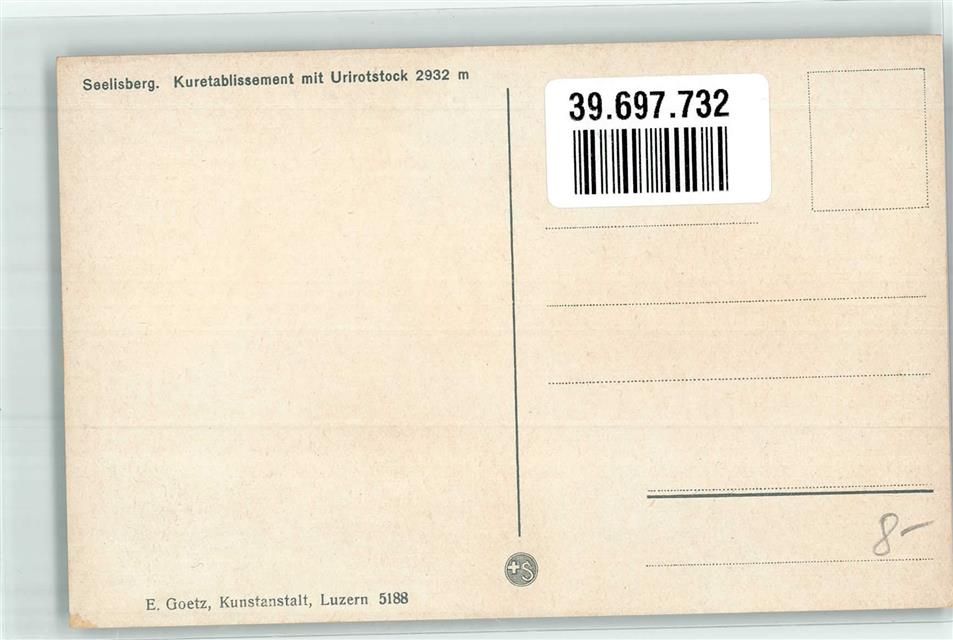 Seelisberg. Kuretablissement mit Urirotstock 2932 m
39.697.732
8-
+S
E. Goetz, Kunstanstalt, Luzern 5188